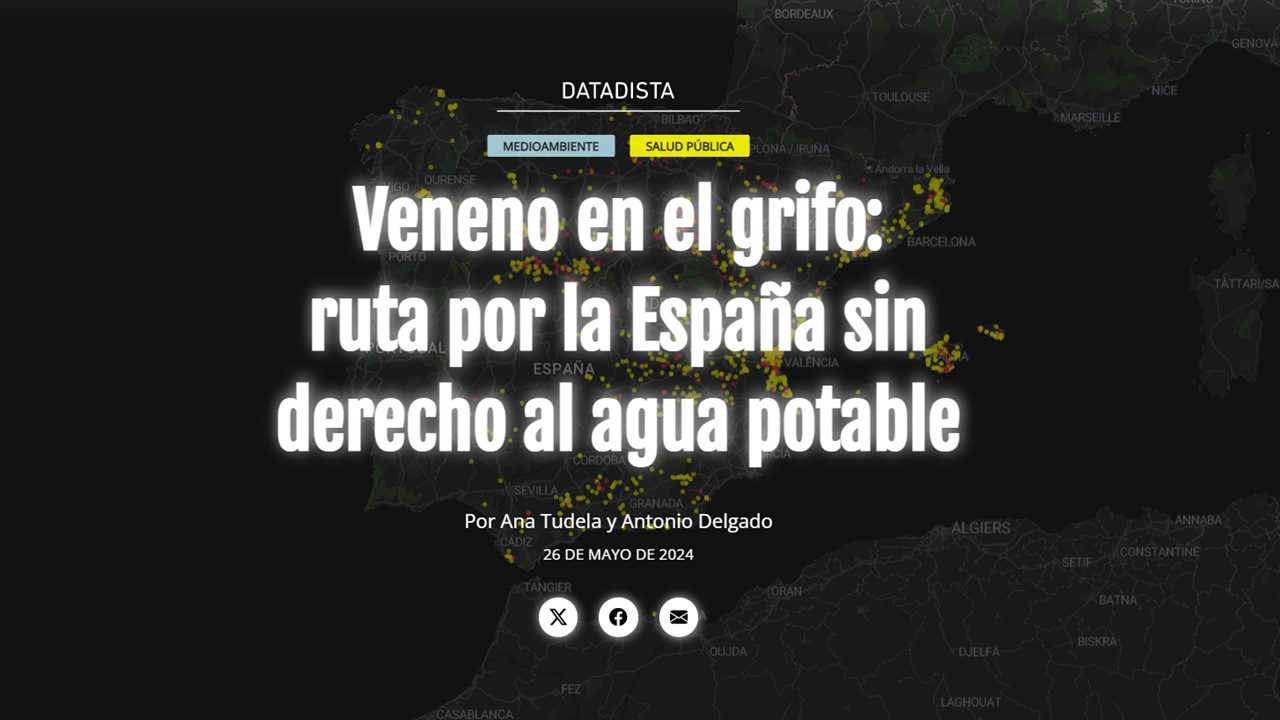 BORDEAUX
GENOVA
TOULOUSE
NICE
MARSEILLE
DATADISTA
BILBAO
MEDIOAMBIENTE
SALUD PÚBLICA
PLONA / IRUÑA
Andorra la Vella
OURENSE
Veneno en el grifo:
BARCELONA
PORTO
TÀTTARI/SA
ruta por la España sin
PORTUGAL
VALÈNCIA
ESPAÑA
derecho al agua potable
CÓRDOBA
SEVILLA
GRANADA
Por Ana Tudela y Antonio Delgado
ALGIERS
ANNABA
CÁDIZ
26 DE MAYO DE 2024
CONSTANTINE
SETIF
TANGIER
ORAN
BATNA
BISKRA
OUJDA
DJELFA
FEZ
LAGHOUAT
CASABLANCA